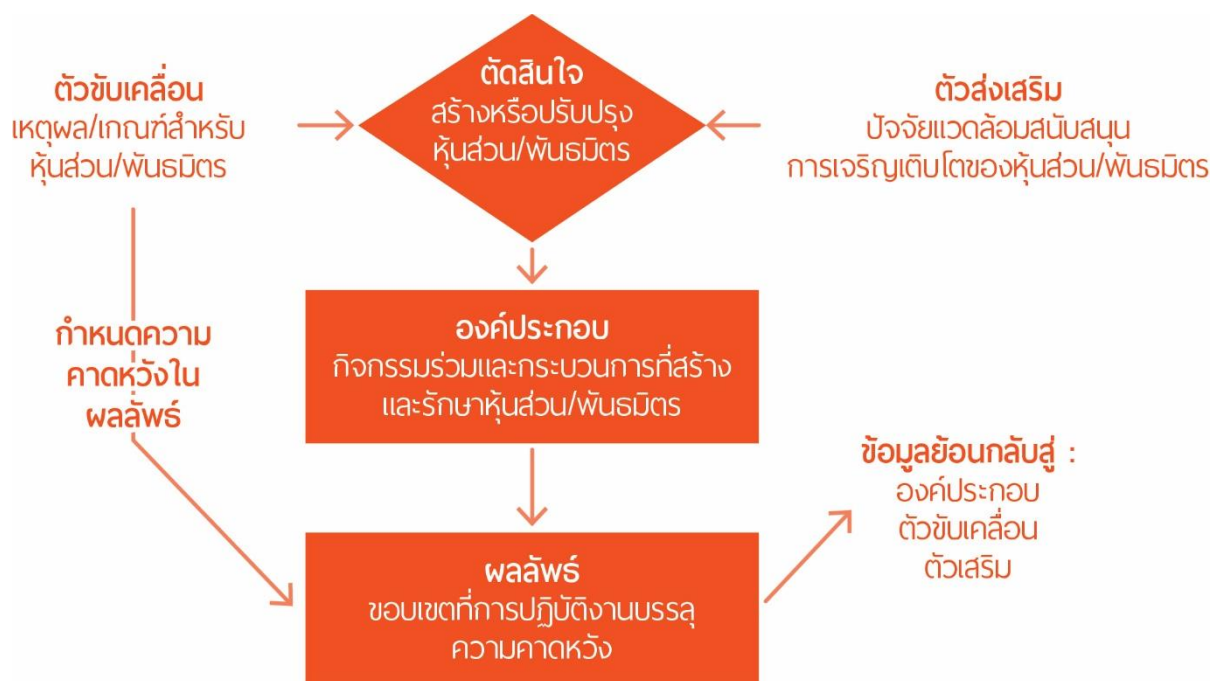 ตัวขับเคลื่อน
เหตุผล/เกณฑ์สำหรับ
หุ้นส่วน/พันธมิตร
ตัดสินใจ
สร้างหรือปรับปรุง
หุ้นส่วน/พันธมิตร
ตัวส่งเสริม
ปัจจัยแวดล้อมสนับสนุน
การเจริญเติบโตของหุ้นส่วน/พันธมิตร
กำหนดความ
คาดหวังใน
ผลลัพธ์
องค์ประกอบ
กิจกรรมร่วมและกระบวนการที่สร้าง
และรักษาหุ้นส่วน/พันธมิตร
ผลลัพธ์
ขอบเขตที่การปฏิบัติงานบรรลุ
ความคาดหวัง
ข้อมูลย้อนกลับสู่ :
องค์ประกอบ
ตัวขับเคลื่อน
ตัวเสริม